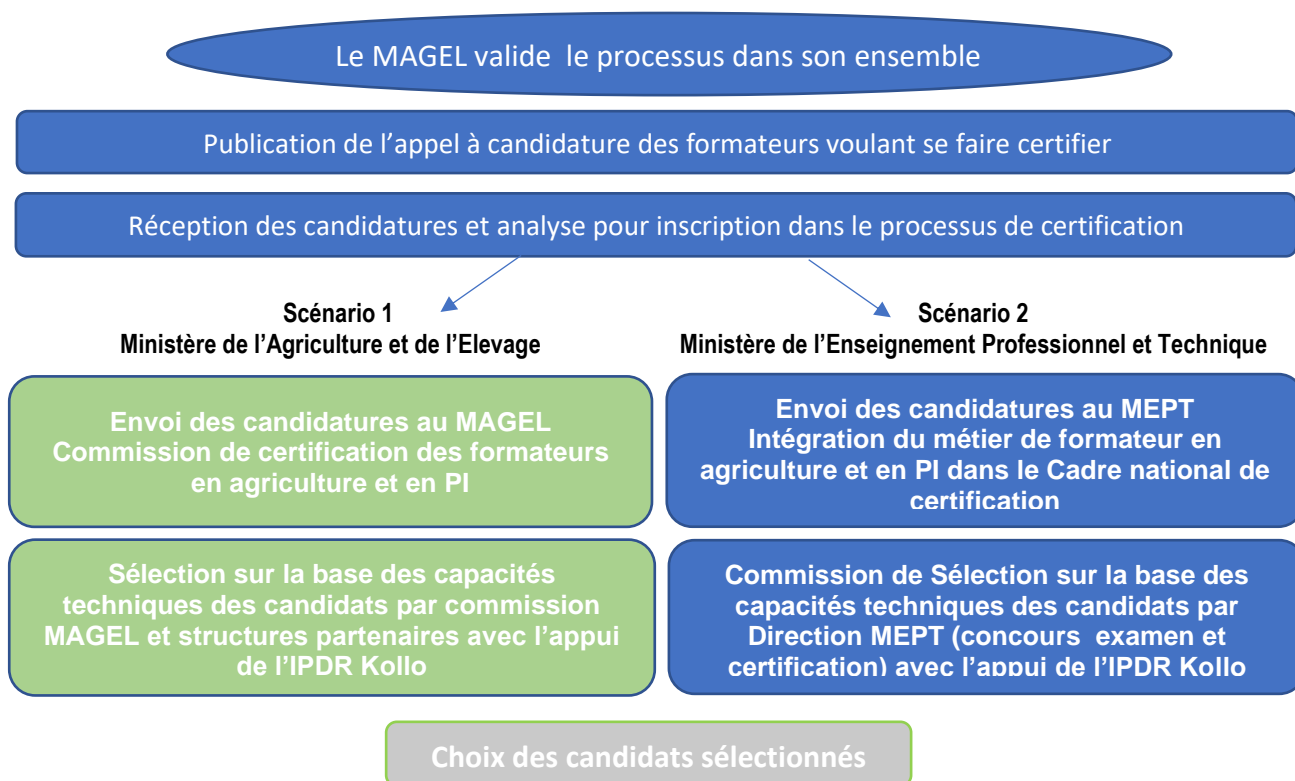 Le MAGEL valide  le processus dans son ensemble
Publication de l’appel à candidature des formateurs voulant se faire certifier
Réception des candidatures et analyse pour inscription dans le processus de certification
Scénario 1
Ministère de l’Agriculture et de l’Elevage
Scénario 2
Ministère de l’Enseignement Professionnel et Technique
Envoi des candidatures au MAGEL
Commission de certification des formateurs
en agriculture et en PI
Envoi des candidatures au MEPT
Intégration du métier de formateur en
agriculture et en PI dans le Cadre national de
certification
Sélection sur la base des capacités
techniques des candidats par commission
MAGEL et structures partenaires avec l’appui
de l’IPDR Kollo
Commission de Sélection sur la base des
capacités techniques des candidats par
Direction MEPT (concours  examen et
certification) avec l’appui de l’IPDR Kollo
Choix des candidats sélectionnés